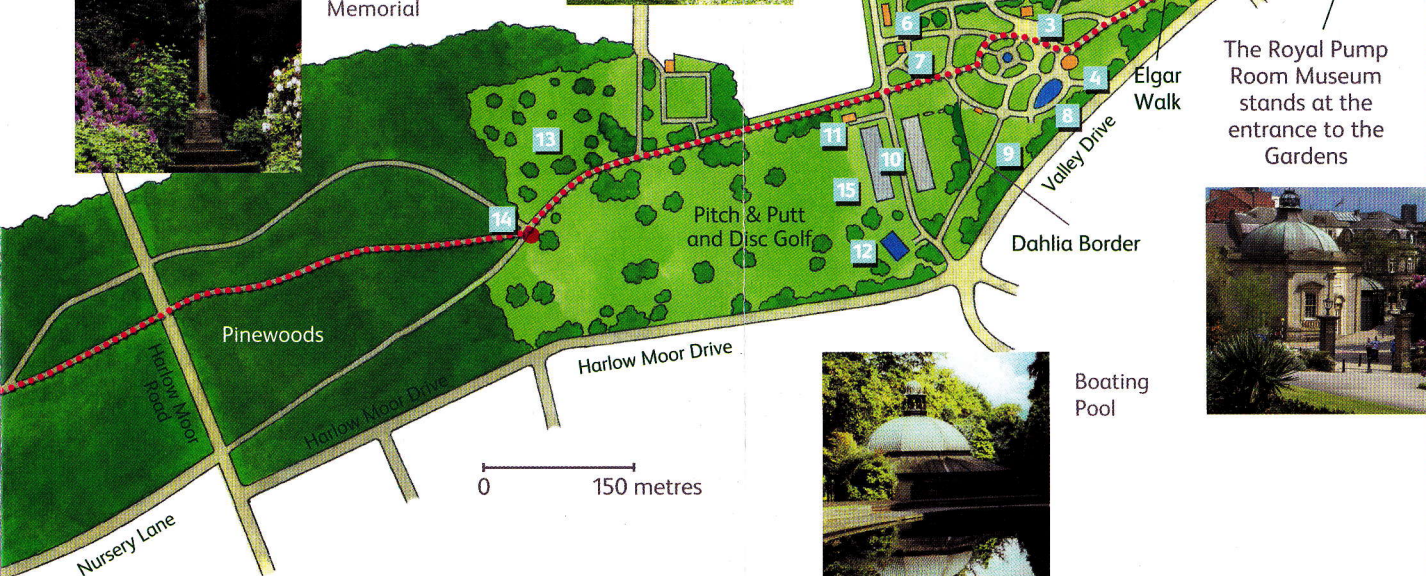 Memorial
6
3
7
4
Elgar
Walk
The Royal Pump
Room Museum
stands at the
entrance to the
Gardens
8
13
11
10
9
Valley Drive
15
14
Pitch & Putt
and Disc Golf
12
Dahlia Border
Pinewoods
Harlow Moor
Road
Harlow Moor Drive
Harlow Moor Drive
Boating
Pool
0 150 metres
Nursery Lane